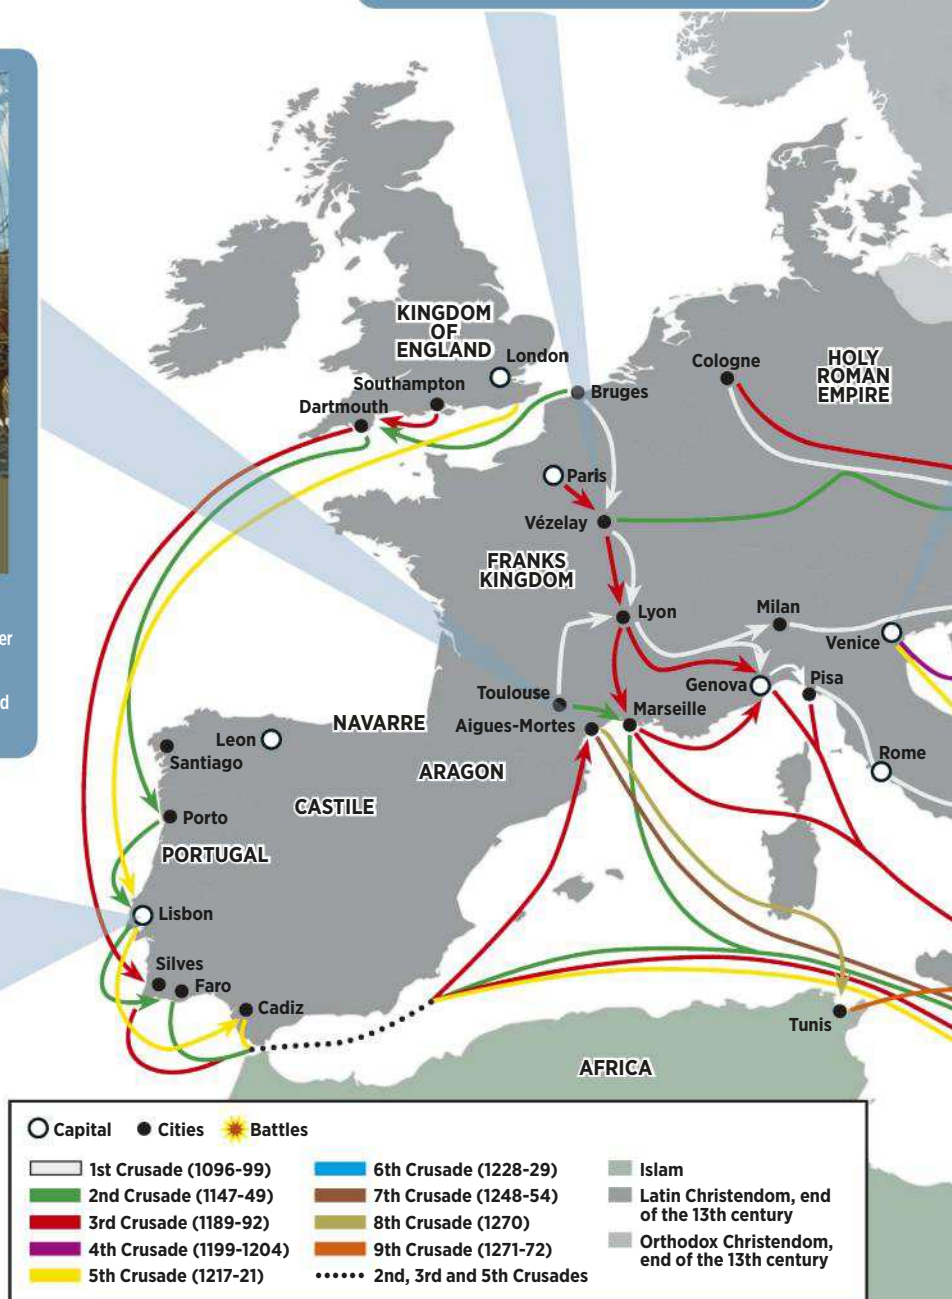 er
d
KINGDOM
OF
ENGLAND
London
Southampton
Dartmouth
Bruges
Cologne
HOLY
ROMAN
EMPIRE
Paris
Vézelay
FRANKS
KINGDOM
Lyon
Milan
Venice
Toulouse
Genova
Pisa
Aigues-Mortes
Marseille
Rome
NAVARRE
Leon
Santiago
ARAGON
CASTILE
Porto
PORTUGAL
Lisbon
Silves
Faro
Cadiz
Tunis
AFRICA
Capital
Cities
Battles
1st Crusade (1096-99)
2nd Crusade (1147-49)
3rd Crusade (1189-92)
4th Crusade (1199-1204)
5th Crusade (1217-21)
6th Crusade (1228-29)
7th Crusade (1248-54)
8th Crusade (1270)
9th Crusade (1271-72)
2nd, 3rd and 5th Crusades
Islam
Latin Christendom, end
of the 13th century
Orthodox Christendom,
end of the 13th century